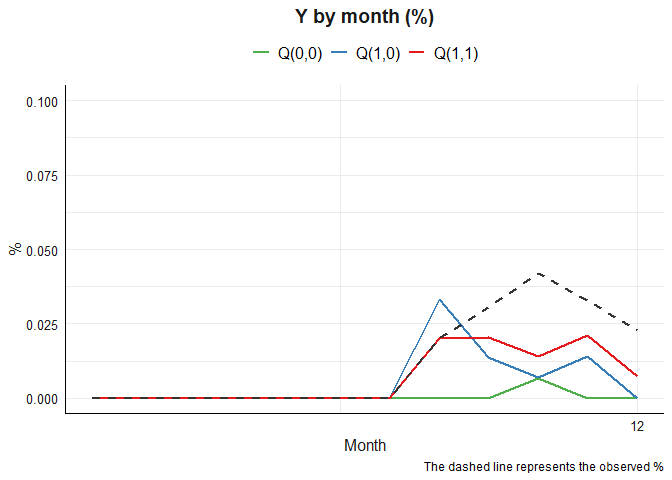 Y by month (%)
Q(0,0) Q(1,0) Q(1,1)
0.100
0.075
%
0.050
0.025
0.000
12
Month
The dashed line represents the observed %